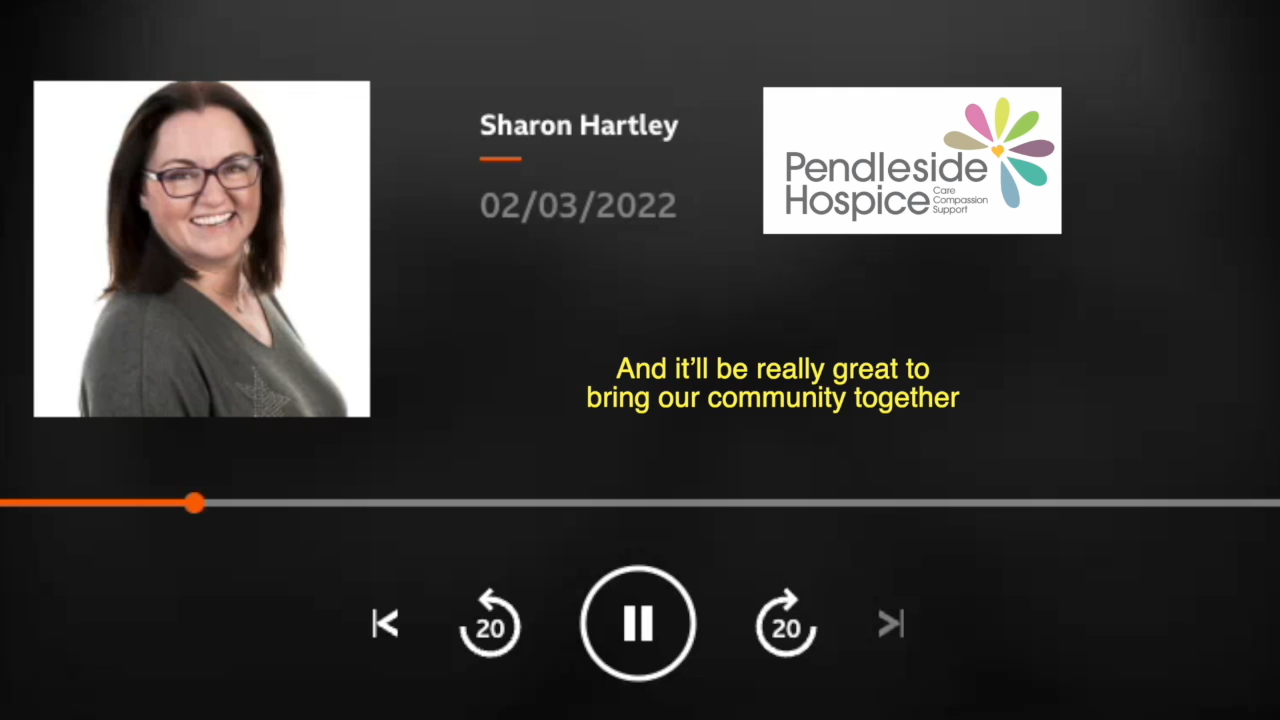 Sharon Hartley
02/03/2022
Pendleside
Hospice
Care
Compassion
Support
And it’ll be really great to
bring our community together
20
20